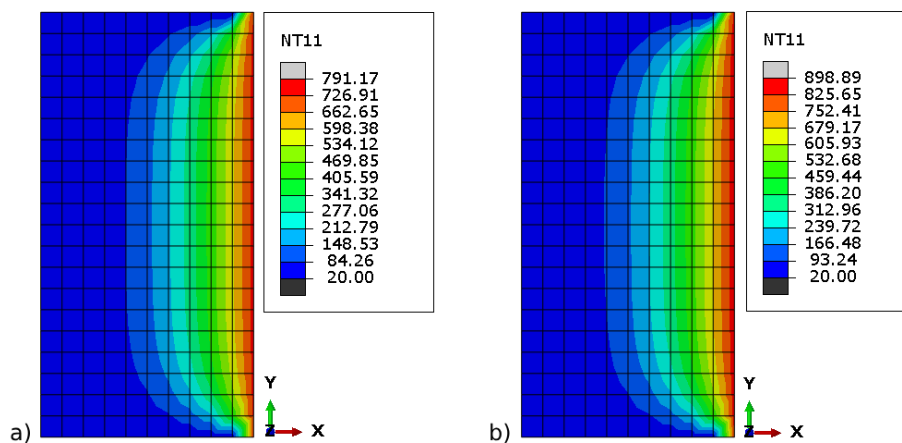 NT11
791.17
726.91
662.65
598.38
534.12
469.85
405.59
341.32
277.06
212.79
148.53
84.26
20.00
Y
Z
X
a)
NT11
898.89
825.65
752.41
679.17
605.93
532.68
459.44
386.20
312.96
239.72
166.48
93.24
20.00
Y
Z
X
b)